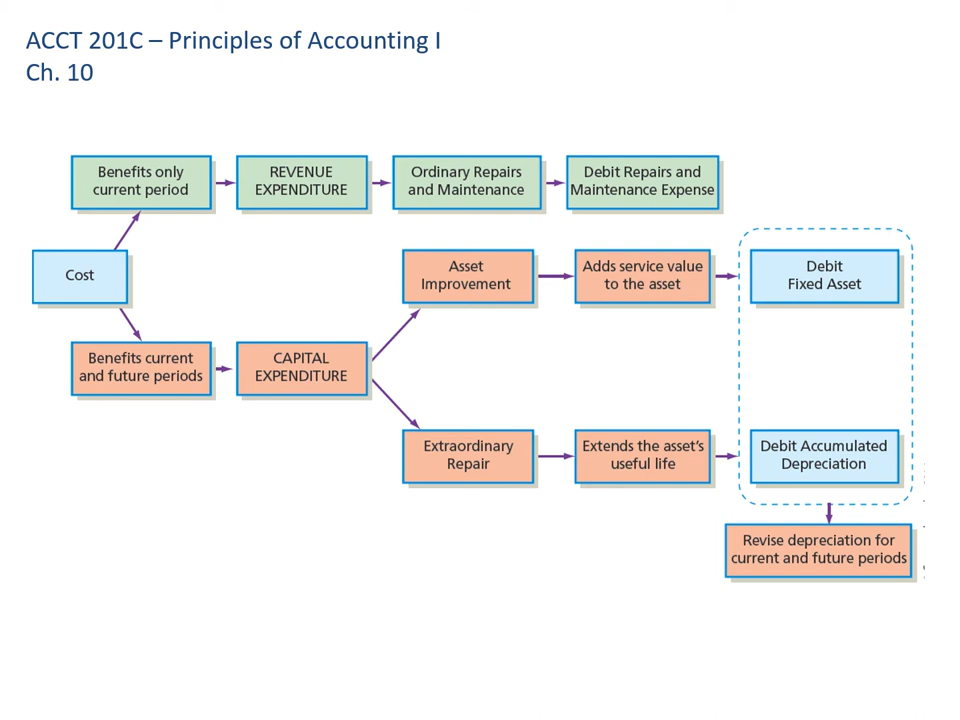 ACCT 201C – Principles of Accounting I
Ch. 10
Benefits only
current period
REVENUE
EXPENDITURE
Ordinary Repairs
and Maintenance
Debit Repairs and
Maintenance Expense
Cost
Asset
Improvement
Adds service value
to the asset
Debit
Fixed Asset
Benefits current
and future periods
CAPITAL
EXPENDITURE
Extraordinary
Repair
Extends the asset's
useful life
Debit Accumulated
Depreciation
Revise depreciation for
current and future periods